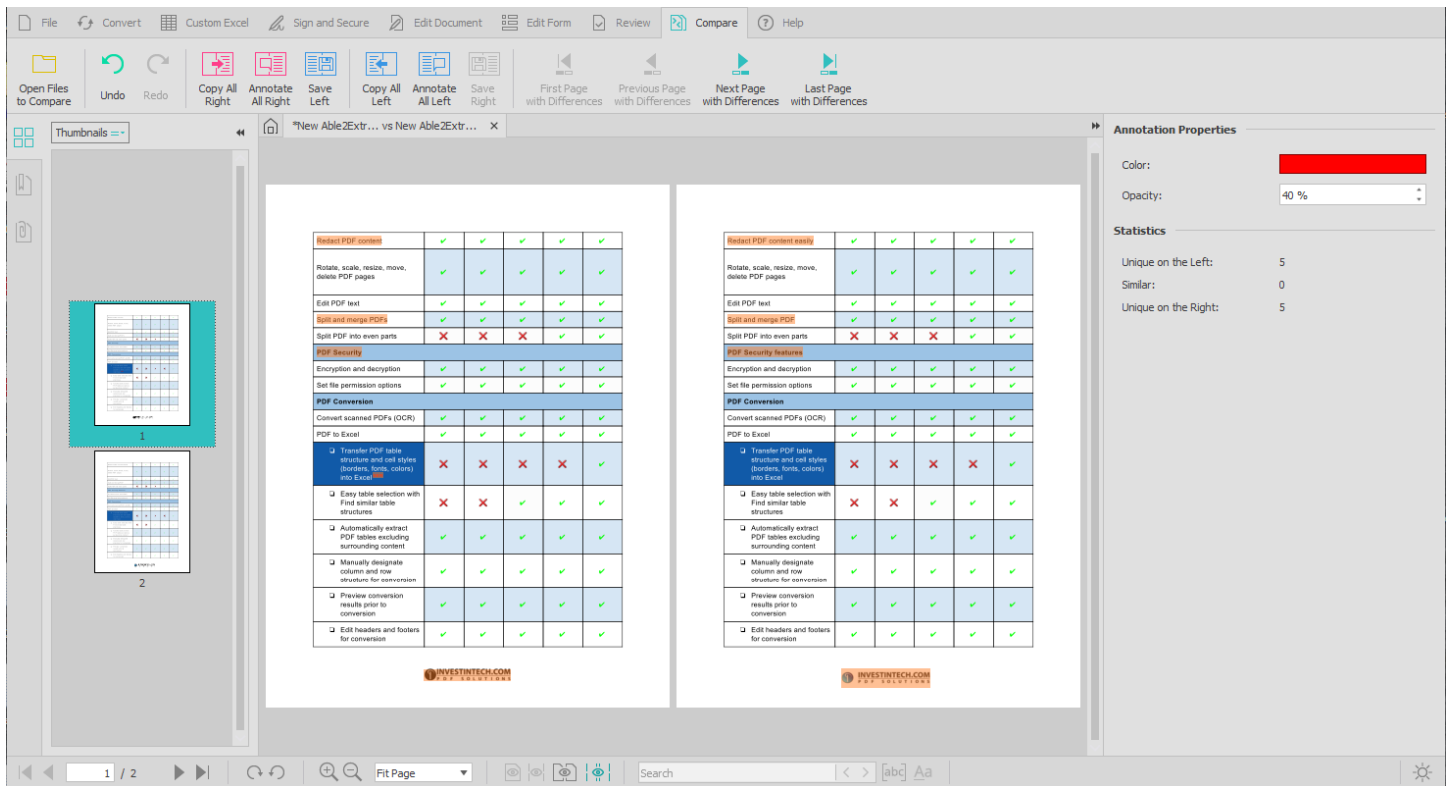 File Convert Custom Excel Sign and Secure Edit Document Edit Form Review Compare Help
Open Files to Compare
Undo
Redo
Copy All Right
Annotate All Right
Save Left
Copy All Left
Annotate All Left
Save Right
First Page with Differences
Previous Page with Differences
Next Page with Differences
Last Page with Differences
Thumbnails
1
2
*New Able2Extr... vs New Able2Extr... X
Redact PDF content
Rotate, scale, resize, move,
delete PDF pages
Edit PDF text
Split and merge PDFs
Split PDF into even parts
PDF Security
Encryption and decryption
Set file permission options
PDF Conversion
Convert scanned PDFs (OCR)
PDF to Excel
Transfer PDF table
structure and cell styles
(borders, fonts, colors)
into Excel
Easy table selection with
Find similar table
structures
Automatically extract
PDF tables excluding
surrounding content
Manually designate
column and row
structure for conversion
Preview conversion
results prior to
conversion
Edit headers and footers
for conversion
INVESTINTECH.COM
PDF SOLUTIONS
Redact PDF content easily
Rotate, scale, resize, move,
delete PDF pages
Edit PDF text
Split and merge PDF
Split PDF into even parts
PDF Security features
Encryption and decryption
Set file permission options
PDF Conversion
Convert scanned PDFs (OCR)
PDF to Excel
Transfer PDF table
structure and cell styles
(borders, fonts, colors)
into Excel
Easy table selection with
Find similar table
structures
Automatically extract
PDF tables excluding
surrounding content
Manually designate
column and row
structure for conversion
Preview conversion
results prior to
conversion
Edit headers and footers
for conversion
INVESTINTECH.COM
PDF SOLUTIONS
Annotation Properties
Color:
Opacity: 40 %
Statistics
Unique on the Left: 5
Similar: 0
Unique on the Right: 5
1 / 2
Fit Page
Search
abc
Aa